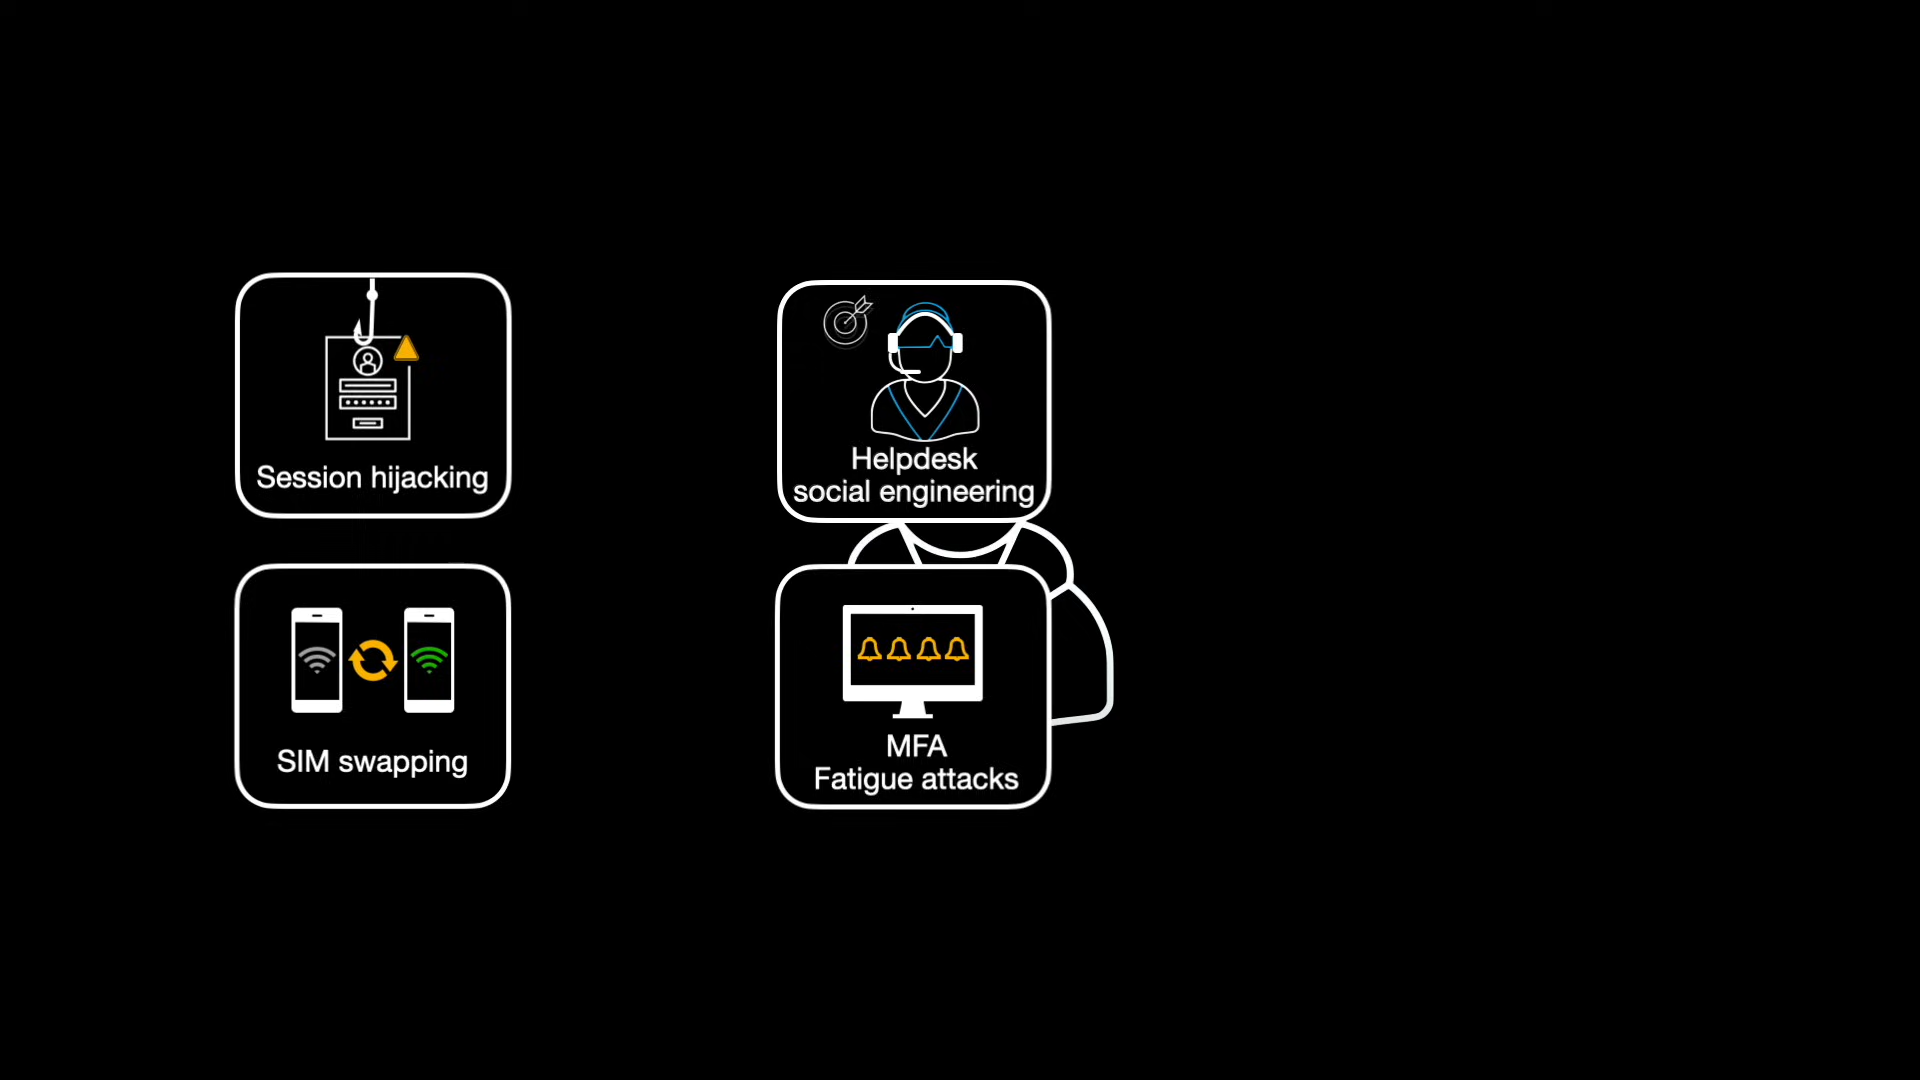 Session hijacking
Helpdesk
social engineering
SIM swapping
MFA
Fatigue attacks